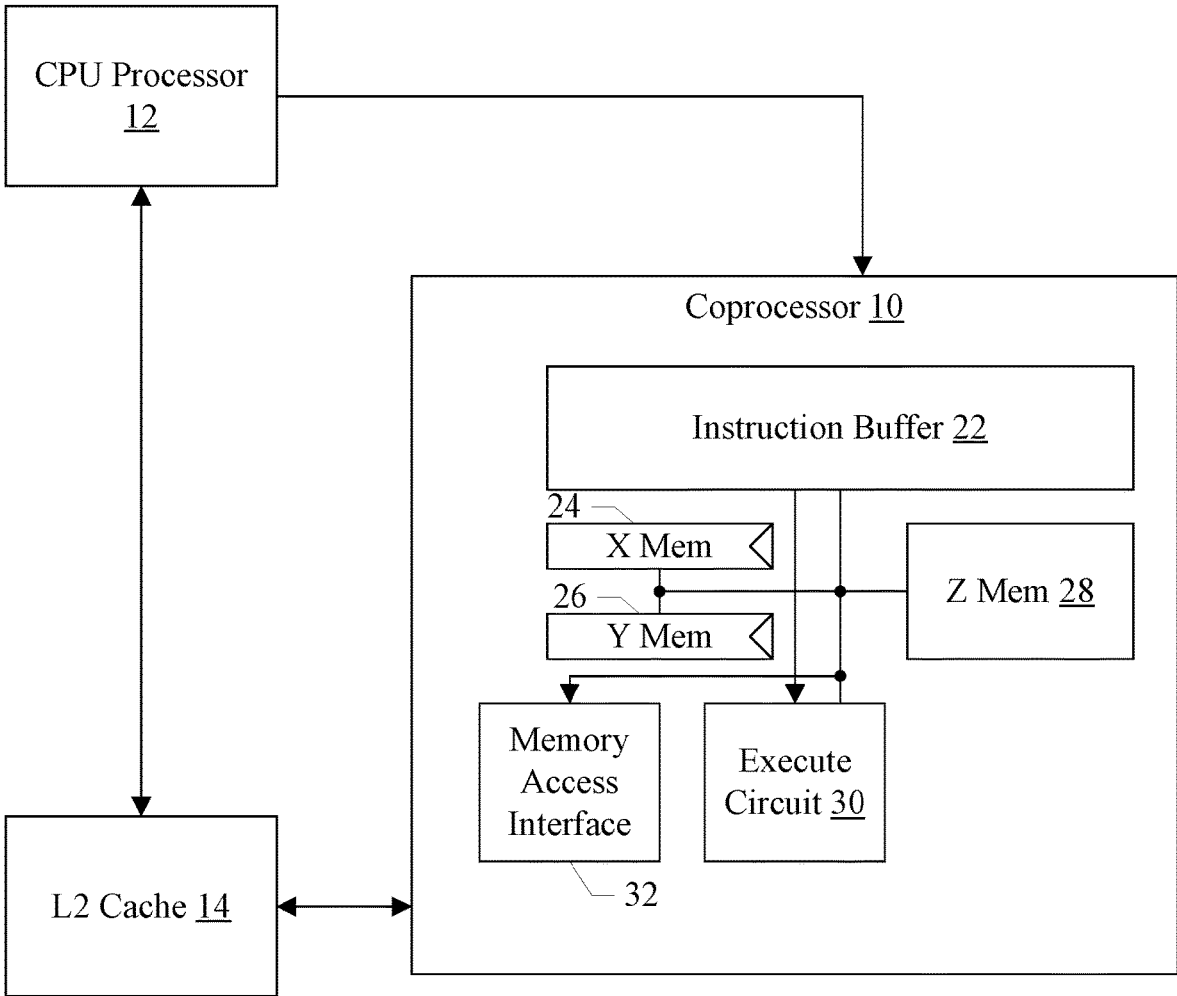 CPU Processor
12
Coprocessor 10
Instruction Buffer 22
24
X Mem
26
Y Mem
Z Mem 28
Memory
Access
Interface
32
Execute
Circuit 30
L2 Cache 14